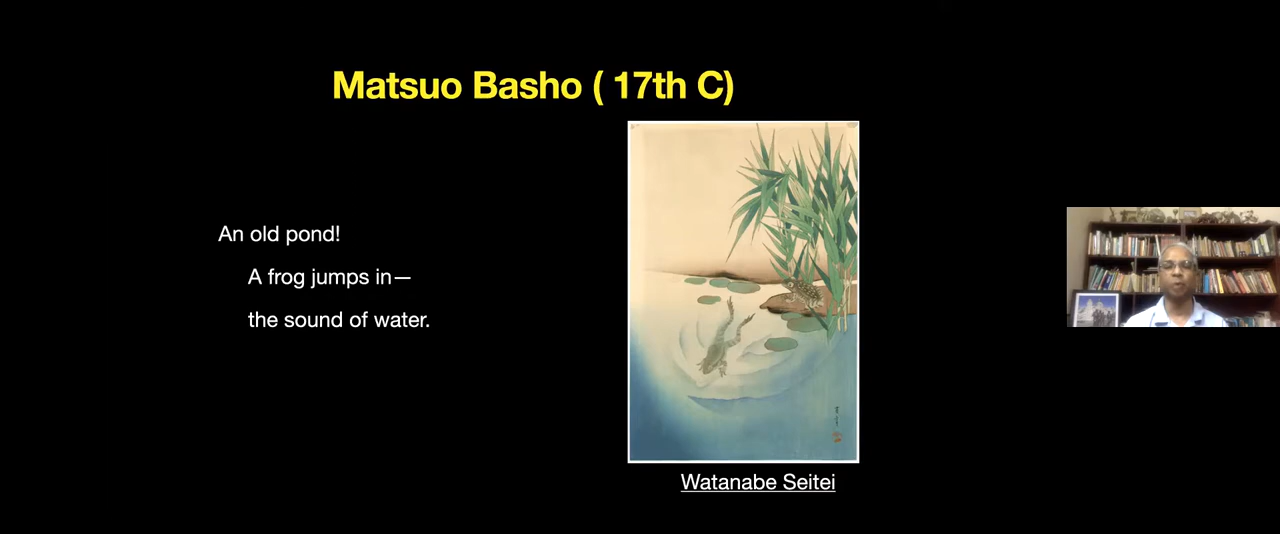 Matsuo Basho ( 17th C)
An old pond!
A frog jumps in—
the sound of water.
Watanabe Seitei